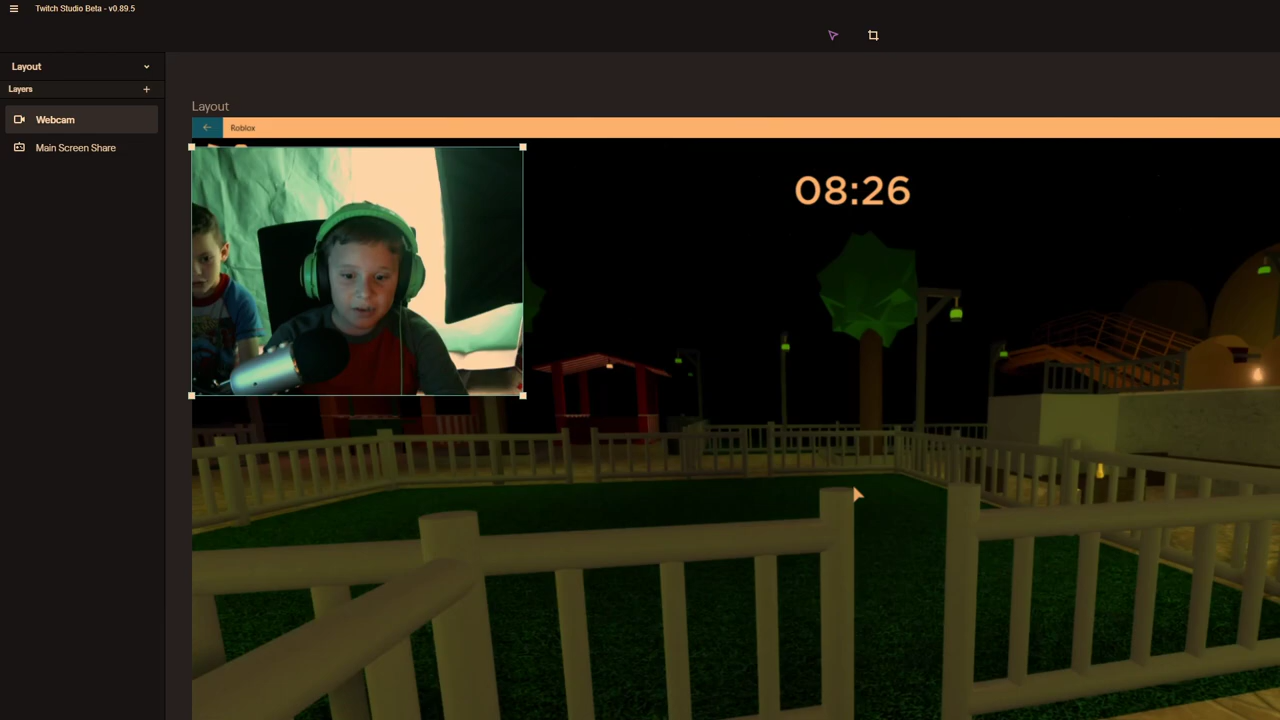 Twitch Studio Beta - v0.89.5
Layout
Layers
Webcam
Main Screen Share
Layout
Roblox
08:26